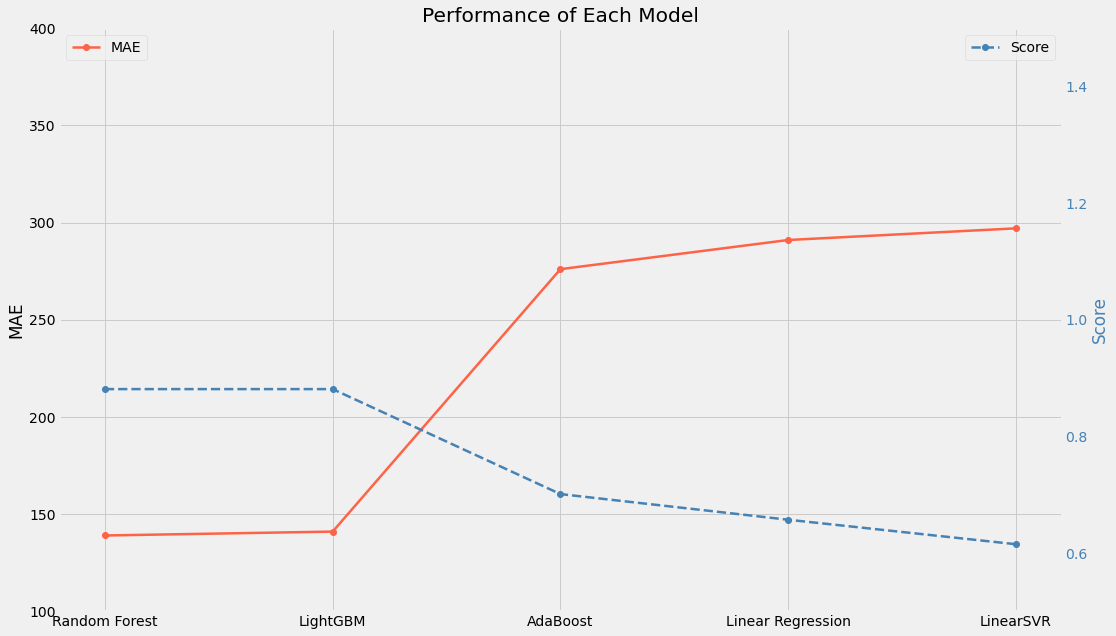 Performance of Each Model
MAE
Score
400
350
300
250
200
150
100
MAE
1.4
1.2
1.0
0.8
0.6
Score
Random Forest
LightGBM
AdaBoost
Linear Regression
LinearSVR